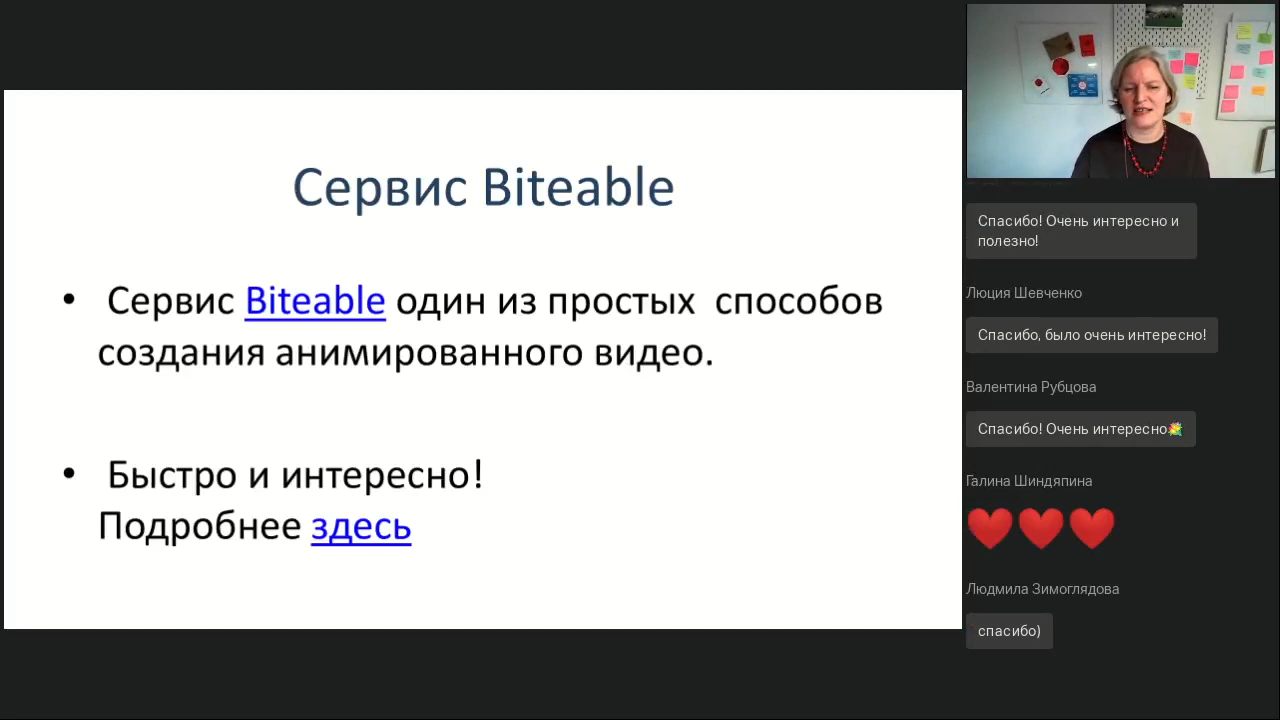 Сервис Biteable
• Сервис Biteable один из простых способов
создания анимированного видео.
• Быстро и интересно!
Подробнее здесь
Спасибо! Очень интересно и
полезно!
Люция Шевченко
Спасибо, было очень интересно!
Валентина Рубцова
Спасибо! Очень интересно💐
Галина Шиндяпина
❤️❤️❤️
Людмила Зимоглядова
спасибо)